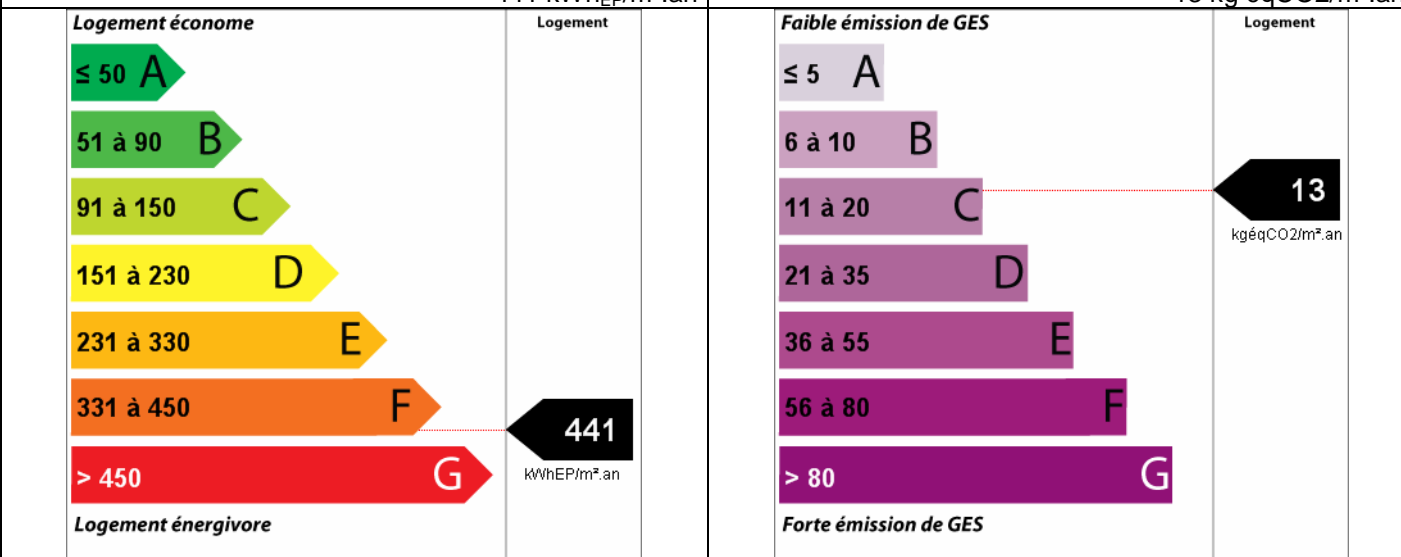 Logement économe
Logement
≤ 50 A
51 à 90 B
91 à 150 C
151 à 230 D
231 à 330 E
331 à 450 F
441
kWhEP/m².an
> 450 G
Logement énergivore
Faible émission de GES
Logement
≤ 5 A
6 à 10 B
13
kgéqCO2/m².an
11 à 20 C
21 à 35 D
36 à 55 E
56 à 80 F
> 80 G
Forte émission de GES